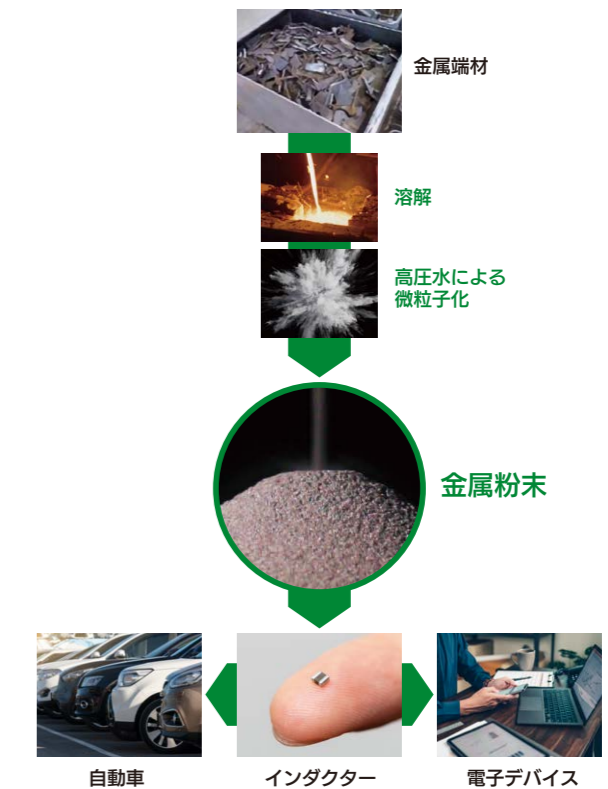 金属端材
溶解
高圧水による
微粒子化
金属粉末
自動車
インダクター
電子デバイス